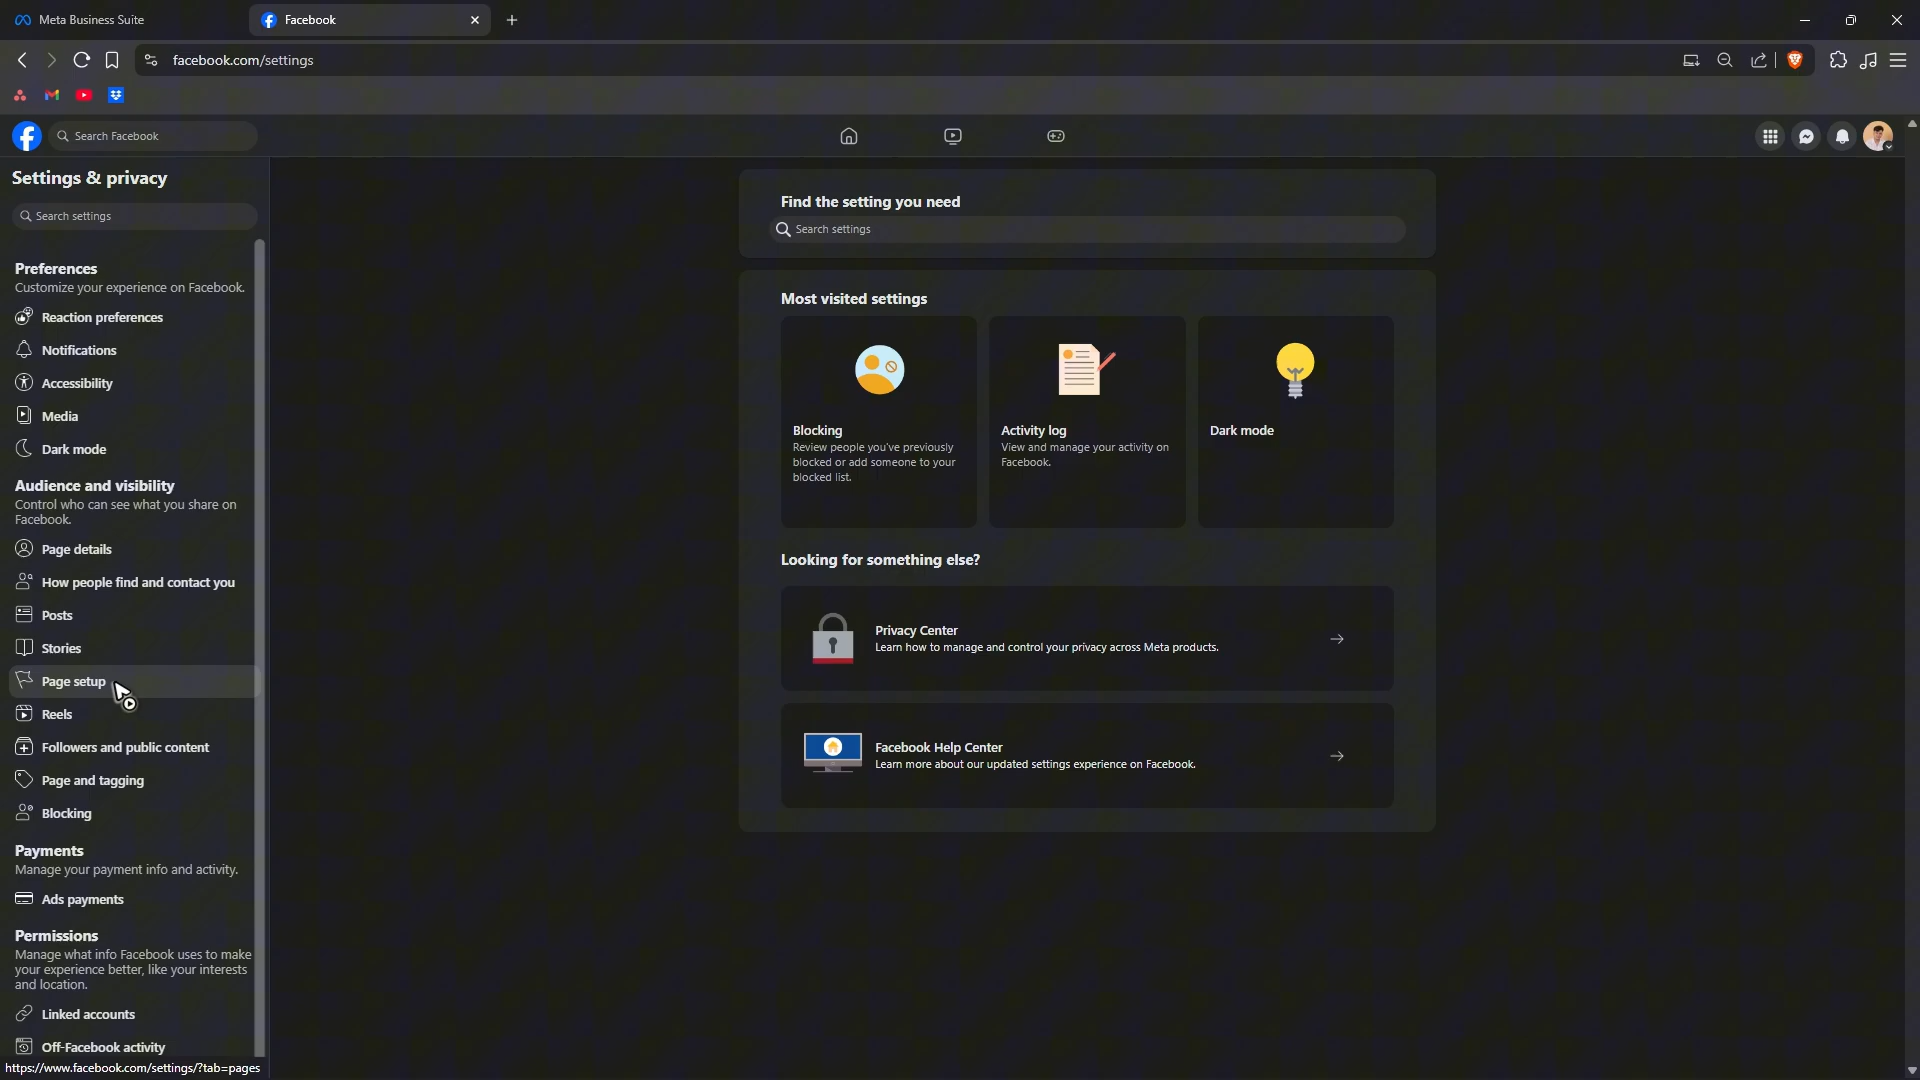 Meta Business Suite
Facebook
facebook.com/settings
Search Facebook
Settings & privacy
Search settings
Preferences
Customize your experience on Facebook.
Reaction preferences
Notifications
Accessibility
Media
Dark mode
Audience and visibility
Control who can see what you share on
Facebook.
Page details
How people find and contact you
Posts
Stories
Page setup
Reels
Followers and public content
Page and tagging
Blocking
Payments
Manage your payment info and activity.
Ads payments
Permissions
Manage what info Facebook uses to make
your experience better, like your interests
and location.
Linked accounts
Off-Facebook activity
https://www.facebook.com/settings/?tab=pages
Find the setting you need
Search settings
Most visited settings
Blocking
Review people you've previously
blocked or add someone to your
blocked list.
Activity log
View and manage your activity on
Facebook.
Dark mode
Looking for something else?
Privacy Center
Learn how to manage and control your privacy across Meta products.
Facebook Help Center
Learn more about our updated settings experience on Facebook.